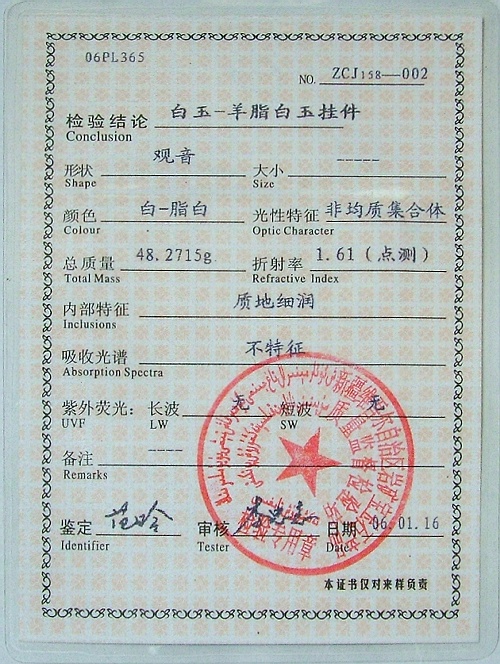 06PL365
NO. ZCJ158—002
检验结论 白玉-羊脂白玉挂件
Conclusion
形状 观音 大小 -----
Shape Size
颜色 白-脂白 光性特征 非均质集合体
Colour Optic Character
总质量 48.2715g 折射率 1.61(点测)
Total Mass Refractive Index
内部特征 质地细润
Inclusions
吸收光谱 不特征
Absorption Spectra
紫外荧光: 长波 无 短波 无
UVF LW SW
备注 ----
Remarks
鉴定 审核 日期 06.01.16
Identifier Tester Date
本证书仅对来样负责